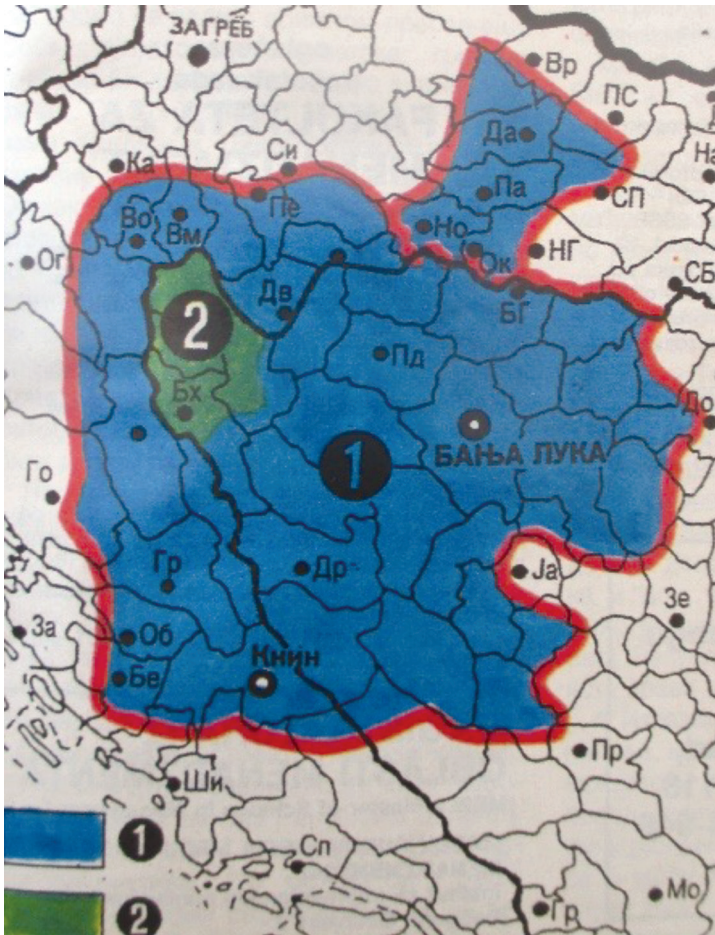 ЗАГРЕБ
Вр
ПС
Да
Си
Ка
На
Пе
Па
СП
Во
Вм
Но
Ок
НГ
Ог
СБ
Дв
БГ
2
Пд
Бх
До
1
БАЊА ЛУКА
Го
Гр
Др
Ја
Зе
За
Об
Книн
Бе
Пр
Ши
1
Сп
2
Гр
Мо